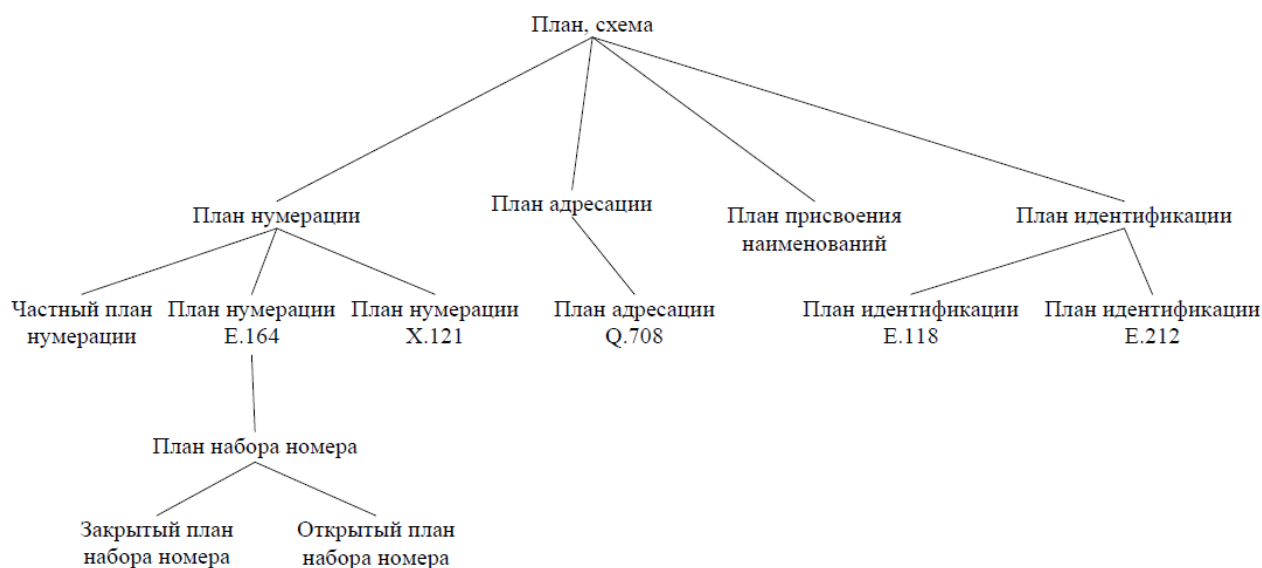 План, схема
План нумерации
План адресации
План присвоения
наименований
План идентификации
Частный план
нумерации
План нумерации
E.164
План нумерации
X.121
План адресации
Q.708
План идентификации
E.118
План идентификации
E.212
План набора номера
Закрытый план
набора номера
Открытый план
набора номера